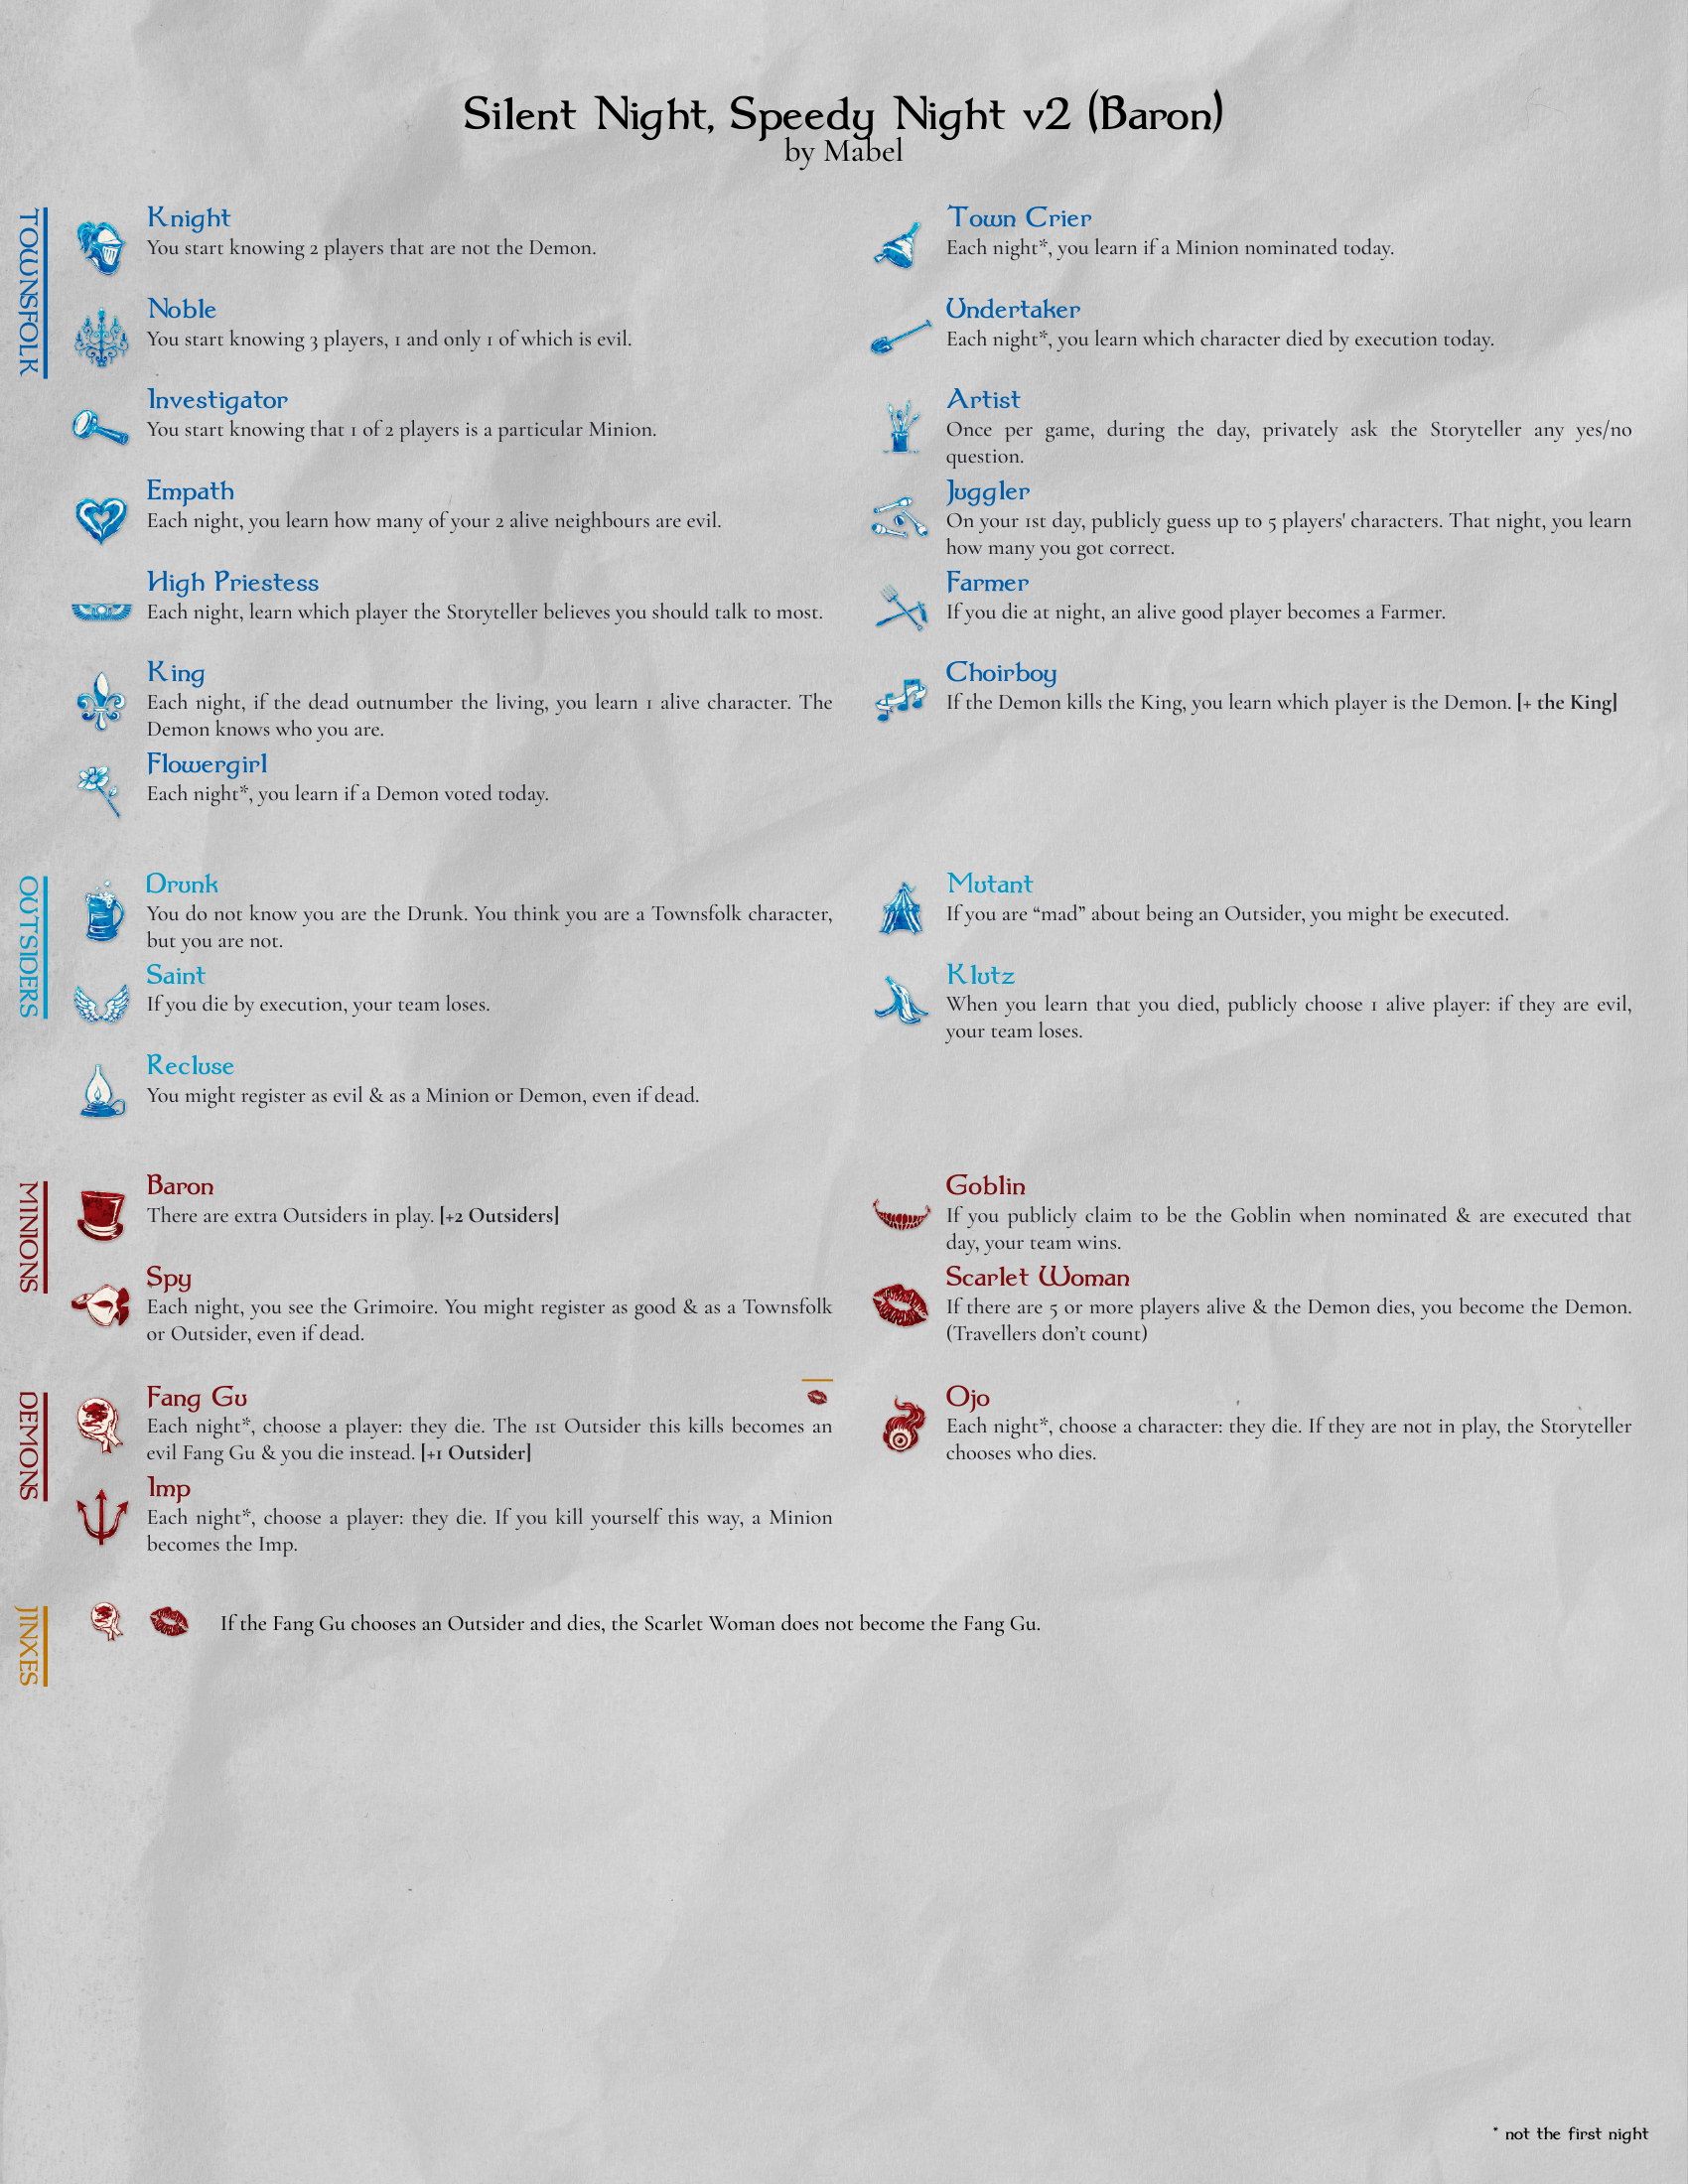 Silent Night, Speedy Night v2 (Baron)
by Mabel
TOWNSFOLK
Knight
You start knowing 2 players that are not the Demon.
Noble
You start knowing 3 players, 1 and only 1 of which is evil.
Investigator
You start knowing that 1 of 2 players is a particular Minion.
Empath
Each night, you learn how many of your 2 alive neighbours are evil.
High Priestess
Each night, learn which player the Storyteller believes you should talk to most.
King
Each night, if the dead outnumber the living, you learn 1 alive character. The
Demon knows who you are.
Flowergirl
Each night*, you learn if a Demon voted today.
Town Crier
Each night*, you learn if a Minion nominated today.
Undertaker
Each night*, you learn which character died by execution today.
Artist
Once per game, during the day, privately ask the Storyteller any yes/no
question.
Juggler
On your 1st day, publicly guess up to 5 players' characters. That night, you learn
how many you got correct.
Farmer
If you die at night, an alive good player becomes a Farmer.
Choirboy
If the Demon kills the King, you learn which player is the Demon. [+ the King]
OUTSIDERS
Drunk
You do not know you are the Drunk. You think you are a Townsfolk character,
but you are not.
Saint
If you die by execution, your team loses.
Recluse
You might register as evil & as a Minion or Demon, even if dead.
Mutant
If you are “mad” about being an Outsider, you might be executed.
Klutz
When you learn that you died, publicly choose 1 alive player: if they are evil,
your team loses.
MINIONS
Baron
There are extra Outsiders in play. [+2 Outsiders]
Spy
Each night, you see the Grimoire. You might register as good & as a Townsfolk
or Outsider, even if dead.
Goblin
If you publicly claim to be the Goblin when nominated & are executed that
day, your team wins.
Scarlet Woman
If there are 5 or more players alive & the Demon dies, you become the Demon.
(Travellers don’t count)
DEMONS
Fang Gu
Each night*, choose a player: they die. The 1st Outsider this kills becomes an
evil Fang Gu & you die instead. [+1 Outsider]
Imp
Each night*, choose a player: they die. If you kill yourself this way, a Minion
becomes the Imp.
Ojo
Each night*, choose a character: they die. If they are not in play, the Storyteller
chooses who dies.
JINXES
If the Fang Gu chooses an Outsider and dies, the Scarlet Woman does not become the Fang Gu.
* not the first night